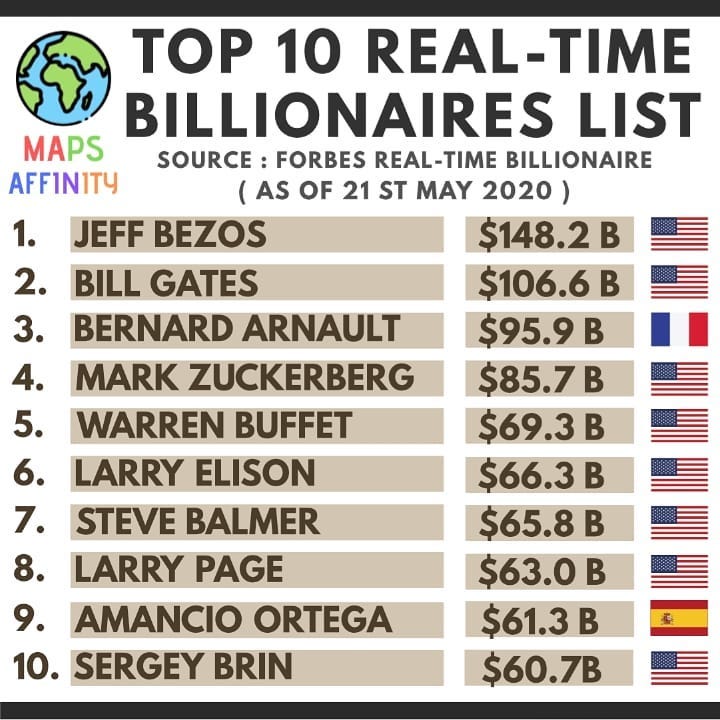 TOP 10 REAL-TIME
BILLIONAIRES LIST
MAPS
AFFINITY
SOURCE : FORBES REAL-TIME BILLIONAIRE
( AS OF 21 ST MAY 2020 )
1. JEFF BEZOS $148.2 B
2. BILL GATES $106.6 B
3. BERNARD ARNAULT $95.9 B
4. MARK ZUCKERBERG $85.7 B
5. WARREN BUFFET $69.3 B
6. LARRY ELISON $66.3 B
7. STEVE BALMER $65.8 B
8. LARRY PAGE $63.0 B
9. AMANCIO ORTEGA $61.3 B
10. SERGEY BRIN $60.7B